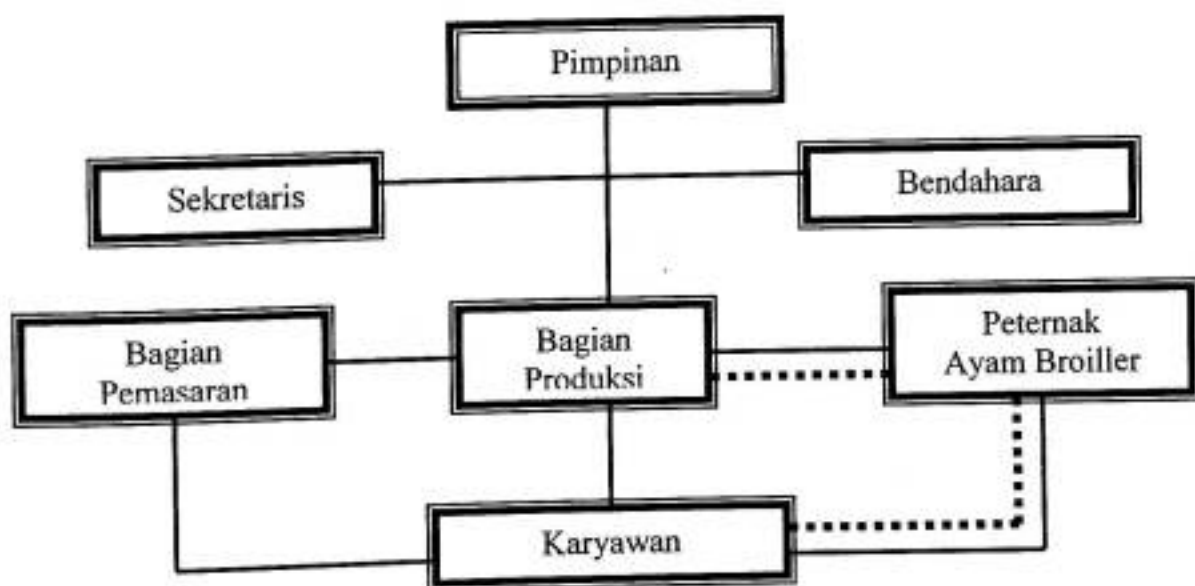 Pimpinan
Sekretaris
Bendahara
Bagian
Pemasaran
Bagian
Produksi
Peternak
Ayam Broiller
Karyawan